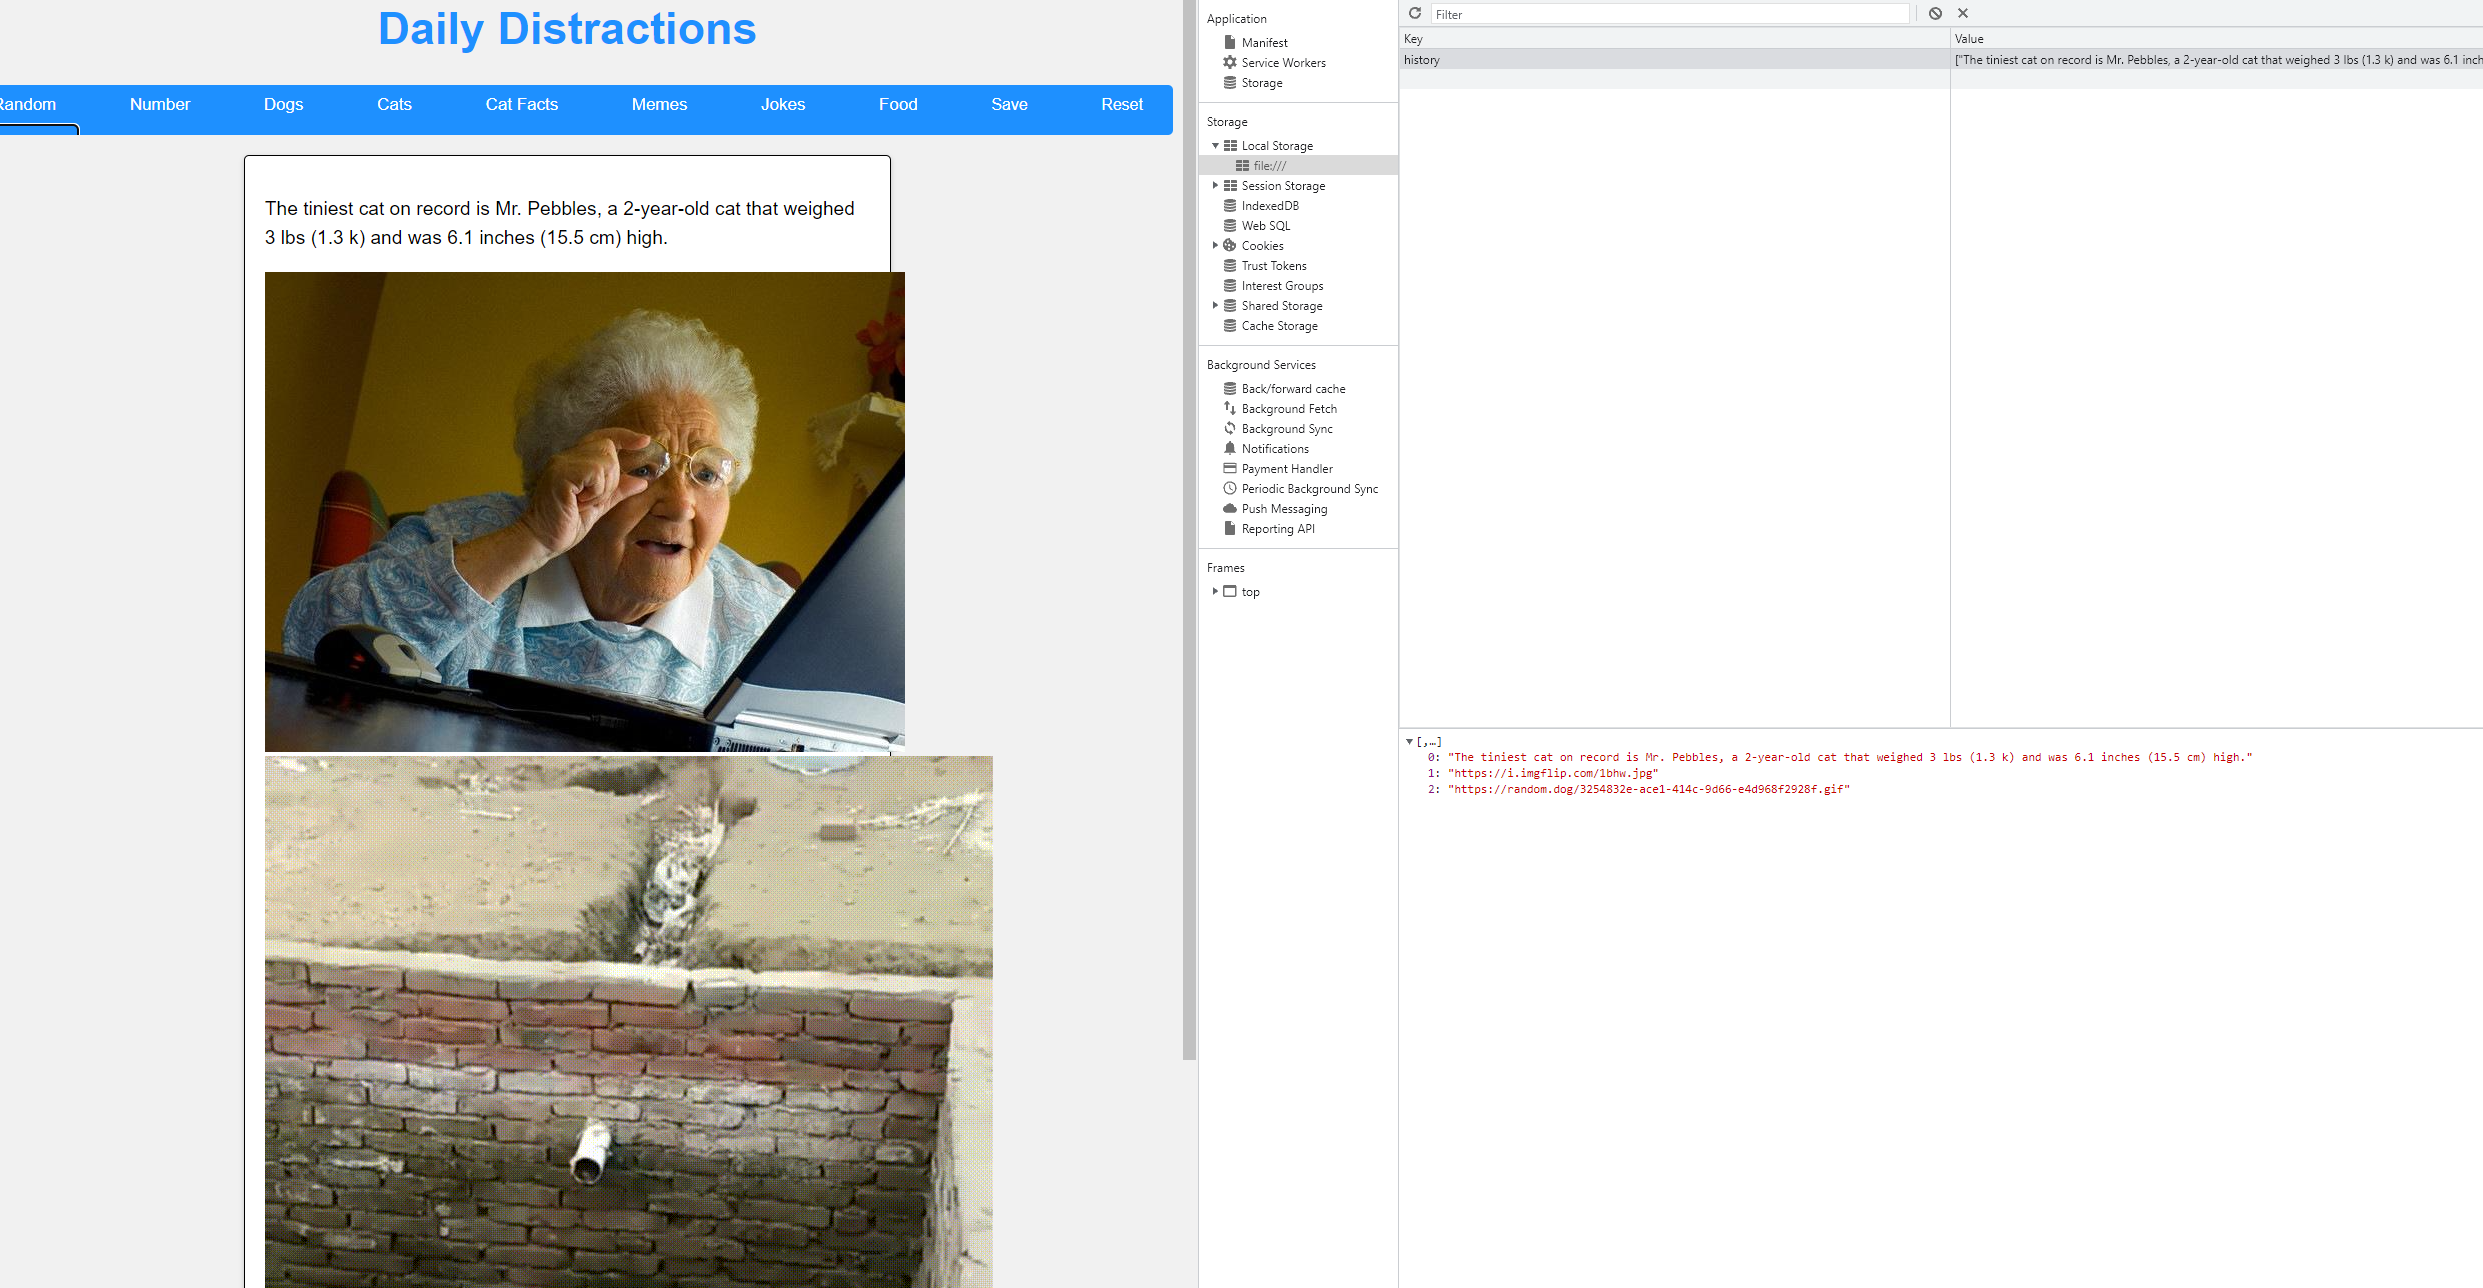 Daily Distractions
Random Number Dogs Cats Cat Facts Memes Jokes Food Save Reset
The tiniest cat on record is Mr. Pebbles, a 2-year-old cat that weighed
3 lbs (1.3 k) and was 6.1 inches (15.5 cm) high.
Application
Manifest
Service Workers
Storage
Storage
Local Storage
file:///
Session Storage
IndexedDB
Web SQL
Cookies
Trust Tokens
Interest Groups
Shared Storage
Cache Storage
Background Services
Back/forward cache
Background Fetch
Background Sync
Notifications
Payment Handler
Periodic Background Sync
Push Messaging
Reporting API
Frames
top
Filter
Key Value
history ["The tiniest cat on record is Mr. Pebbles, a 2-year-old cat that weighed 3 lbs (1.3 k) and was 6.1 inch
[,…]
0: "The tiniest cat on record is Mr. Pebbles, a 2-year-old cat that weighed 3 lbs (1.3 k) and was 6.1 inches (15.5 cm) high."
1: "https://i.imgflip.com/1bhw.jpg"
2: "https://random.dog/3254832e-ace1-414c-9d66-e4d968f2928f.gif"